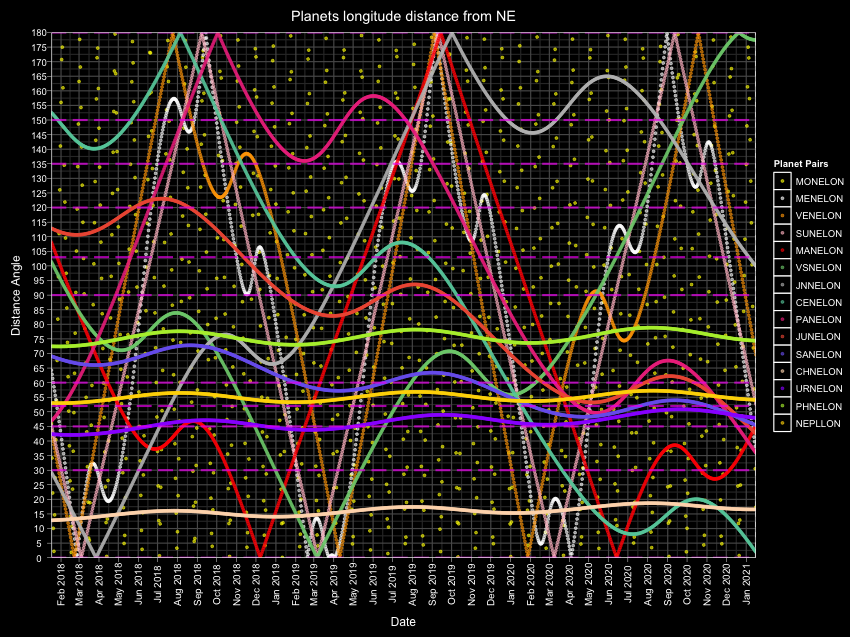 Planets longitude distance from NE
Distance Angle
180
175
170
165
160
155
150
145
140
135
130
125
120
115
110
105
100
95
90
85
80
75
70
65
60
55
50
45
40
35
30
25
20
15
10
5
0
Feb 2018
Mar 2018
Apr 2018
May 2018
Jun 2018
Jul 2018
Aug 2018
Sep 2018
Oct 2018
Nov 2018
Dec 2018
Jan 2019
Feb 2019
Mar 2019
Apr 2019
May 2019
Jun 2019
Jul 2019
Aug 2019
Sep 2019
Oct 2019
Nov 2019
Dec 2019
Jan 2020
Feb 2020
Mar 2020
Apr 2020
May 2020
Jun 2020
Jul 2020
Aug 2020
Sep 2020
Oct 2020
Nov 2020
Dec 2020
Jan 2021
Date
Planet Pairs
MONELON
MENELON
VENELON
SUNELON
MANELON
VSNELON
JNNELON
CENELON
PANELON
JUNELON
SANELON
CHNELON
URNELON
PHNELON
NEPLLON